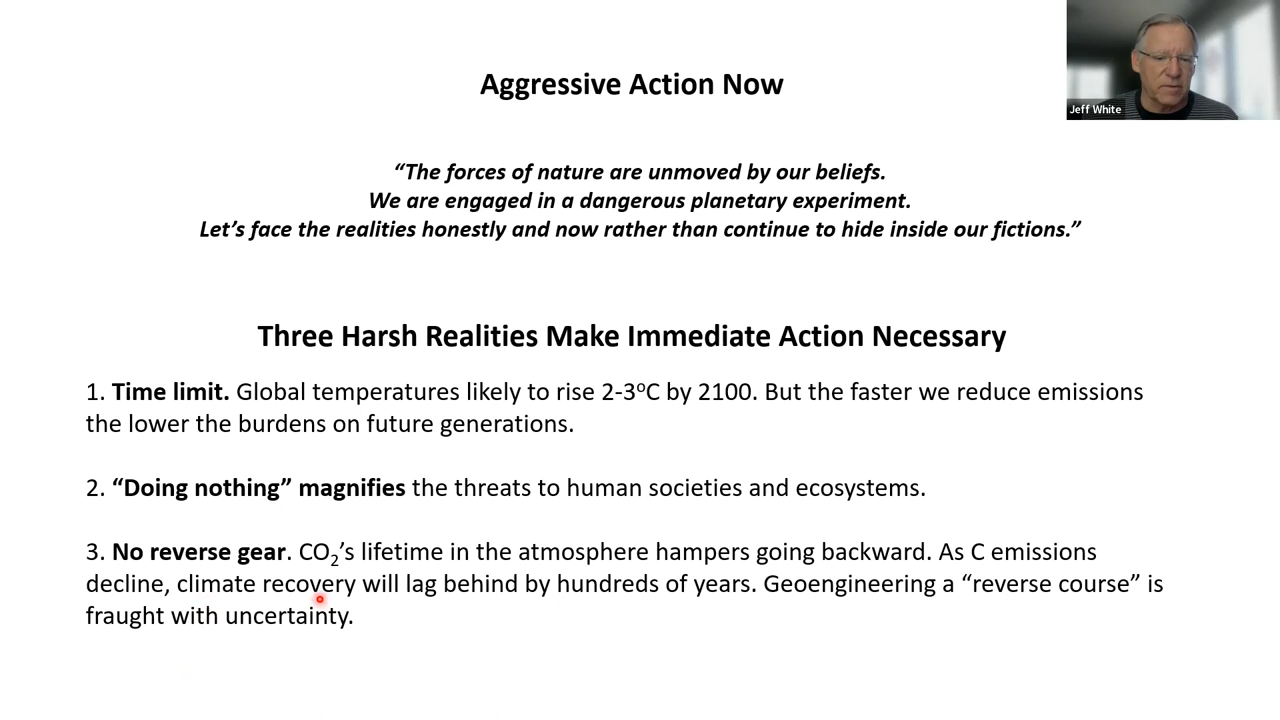 Jeff White
Aggressive Action Now
“The forces of nature are unmoved by our beliefs.
We are engaged in a dangerous planetary experiment.
Let’s face the realities honestly and now rather than continue to hide inside our fictions.”
Three Harsh Realities Make Immediate Action Necessary
1. Time limit. Global temperatures likely to rise 2-3ºC by 2100. But the faster we reduce emissions
the lower the burdens on future generations.
2. “Doing nothing” magnifies the threats to human societies and ecosystems.
3. No reverse gear. CO₂’s lifetime in the atmosphere hampers going backward. As C emissions
decline, climate recovery will lag behind by hundreds of years. Geoengineering a “reverse course” is
fraught with uncertainty.